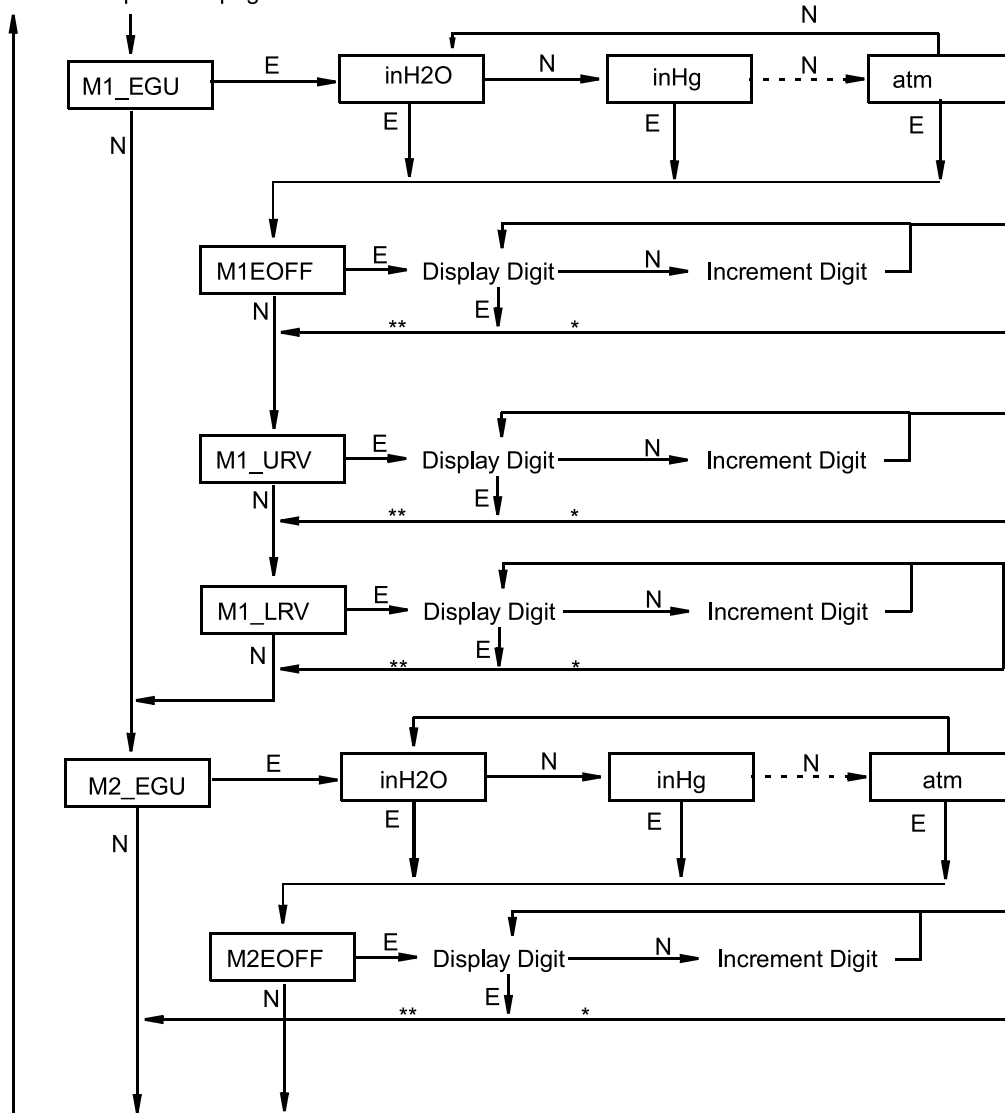 N
E
M1_EGU
inH2O
N
inHg
N
atm
N
E
E
E
M1EOFF
E
Display Digit
N
Increment Digit
N
E
**
*
M1_URV
E
Display Digit
N
Increment Digit
N
E
**
*
M1_LRV
E
Display Digit
N
Increment Digit
N
E
**
*
M2_EGU
E
inH2O
N
inHg
N
atm
N
E
E
E
M2EOFF
E
Display Digit
N
Increment Digit
N
E
**
*